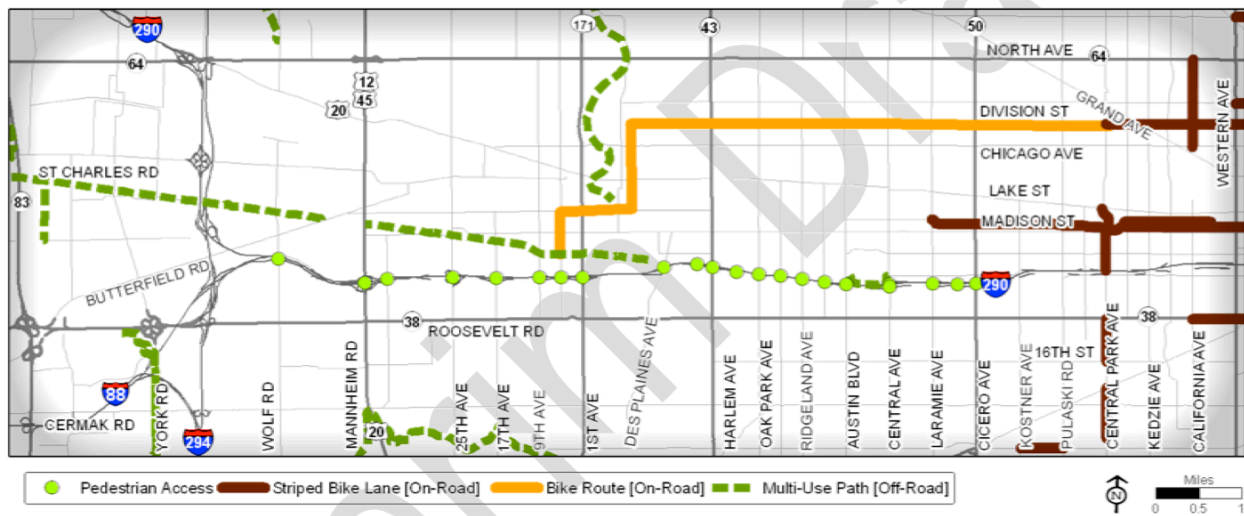 290
171
43
50
64
12
45
20
NORTH AVE
64
GRAND AVE
DIVISION ST
CHICAGO AVE
WESTERN AVE
ST CHARLES RD
83
LAKE ST
MADISON ST
BUTTERFIELD RD
290
38
ROOSEVELT RD
38
16TH ST
88
294
20
CERMAK RD
YORK RD
WOLF RD
MANNHEIM RD
25TH AVE
17TH AVE
9TH AVE
1ST AVE
DES PLAINES AVE
HARLEM AVE
OAK PARK AVE
RIDGELAND AVE
AUSTIN BLVD
CENTRAL AVE
LARAMIE AVE
CICERO AVE
KOSTNER AVE
PULASKI RD
CENTRAL PARK AVE
KEDZIE AVE
CALIFORNIA AVE
Pedestrian Access Striped Bike Lane [On-Road] Bike Route [On-Road] Multi-Use Path [Off-Road]
N
Miles
0 0.5 1